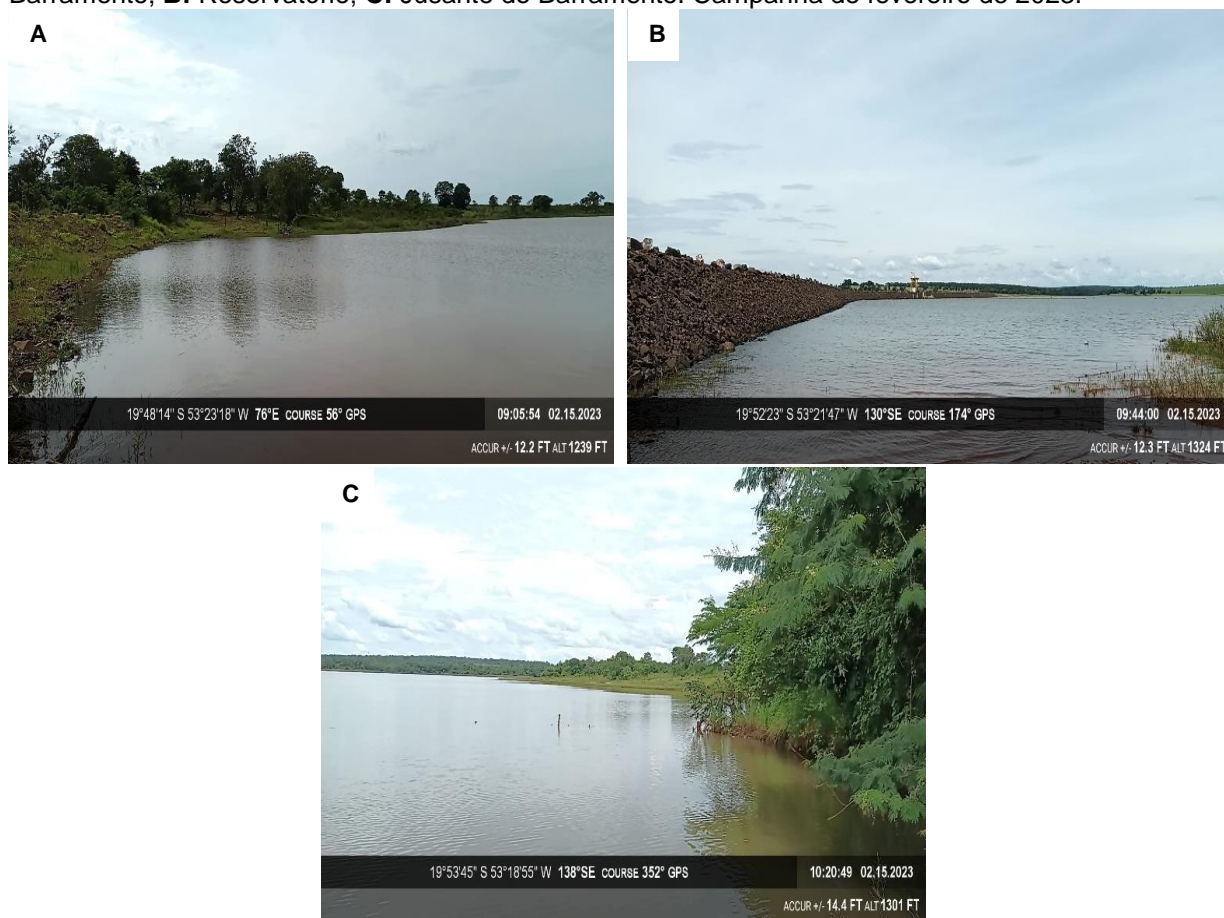 Barramento; B. Reservatório; C. Jusante do Barramento. Campanha de fevereiro de 2023.
A
B
19°48'14" S 53°23'18" W 76°E COURSE 56° GPS
09:05:54 02.15.2023
ACCUR +/- 12.2 FT ALT 1239 FT
19°52'23" S 53°21'47" W 130°SE COURSE 174° GPS
09:44:00 02.15.2023
ACCUR +/- 12.3 FT ALT 1324 FT
C
19°53'45" S 53°18'55" W 138°SE COURSE 352° GPS
10:20:49 02.15.2023
ACCUR +/- 14.4 FT ALT 1301 FT